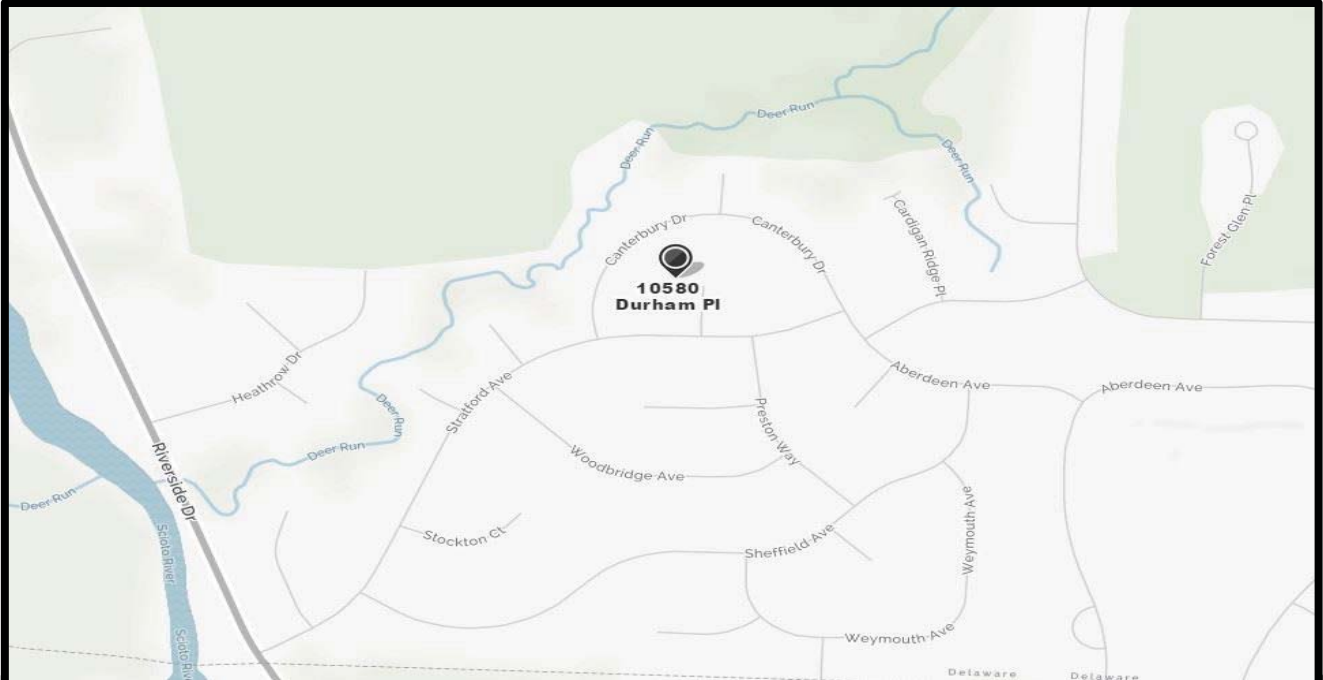 Deer Run
Deer Run
Deer Run
Canterbury Dr
Canterbury Dr
Cardigan Ridge Pl
Forest Glen Pl
10580
Durham Pl
Heathrow Dr
Stratford Ave
Aberdeen Ave
Aberdeen Ave
Deer Run
Preston Way
Deer Run
Woodbridge Ave
Riverside Dr
Deer Run
Weymouth Ave
Stockton Ct
Sheffield Ave
Scioto River
Weymouth Ave
Scioto Riv
Delaware
Delaware